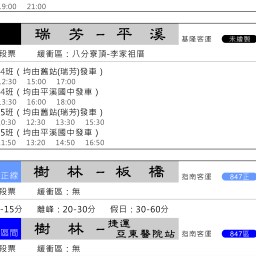 19:00　21:00
瑞芳－平溪　基隆客運　未繪製
段票　緩衝區：八分寮頂-李家祖厝
4班（均由舊站(瑞芳)發車）
12:30　15:00　17:00
4班（均由平溪國中發車）
13:30　16:00　18:00
5班（均由舊站(瑞芳)發車）
10:30　12:30　13:30　15:30
5班（均由平溪國中發車）
11:50　13:20　14:50　16:50
正線　樹林－板橋　指南客運　847正
段票　緩衝區：無
-15分　離峰：20-30分　假日：30-60分
區間　樹林－捷運亞東醫院站　指南客運　847區
段票　緩衝區：無